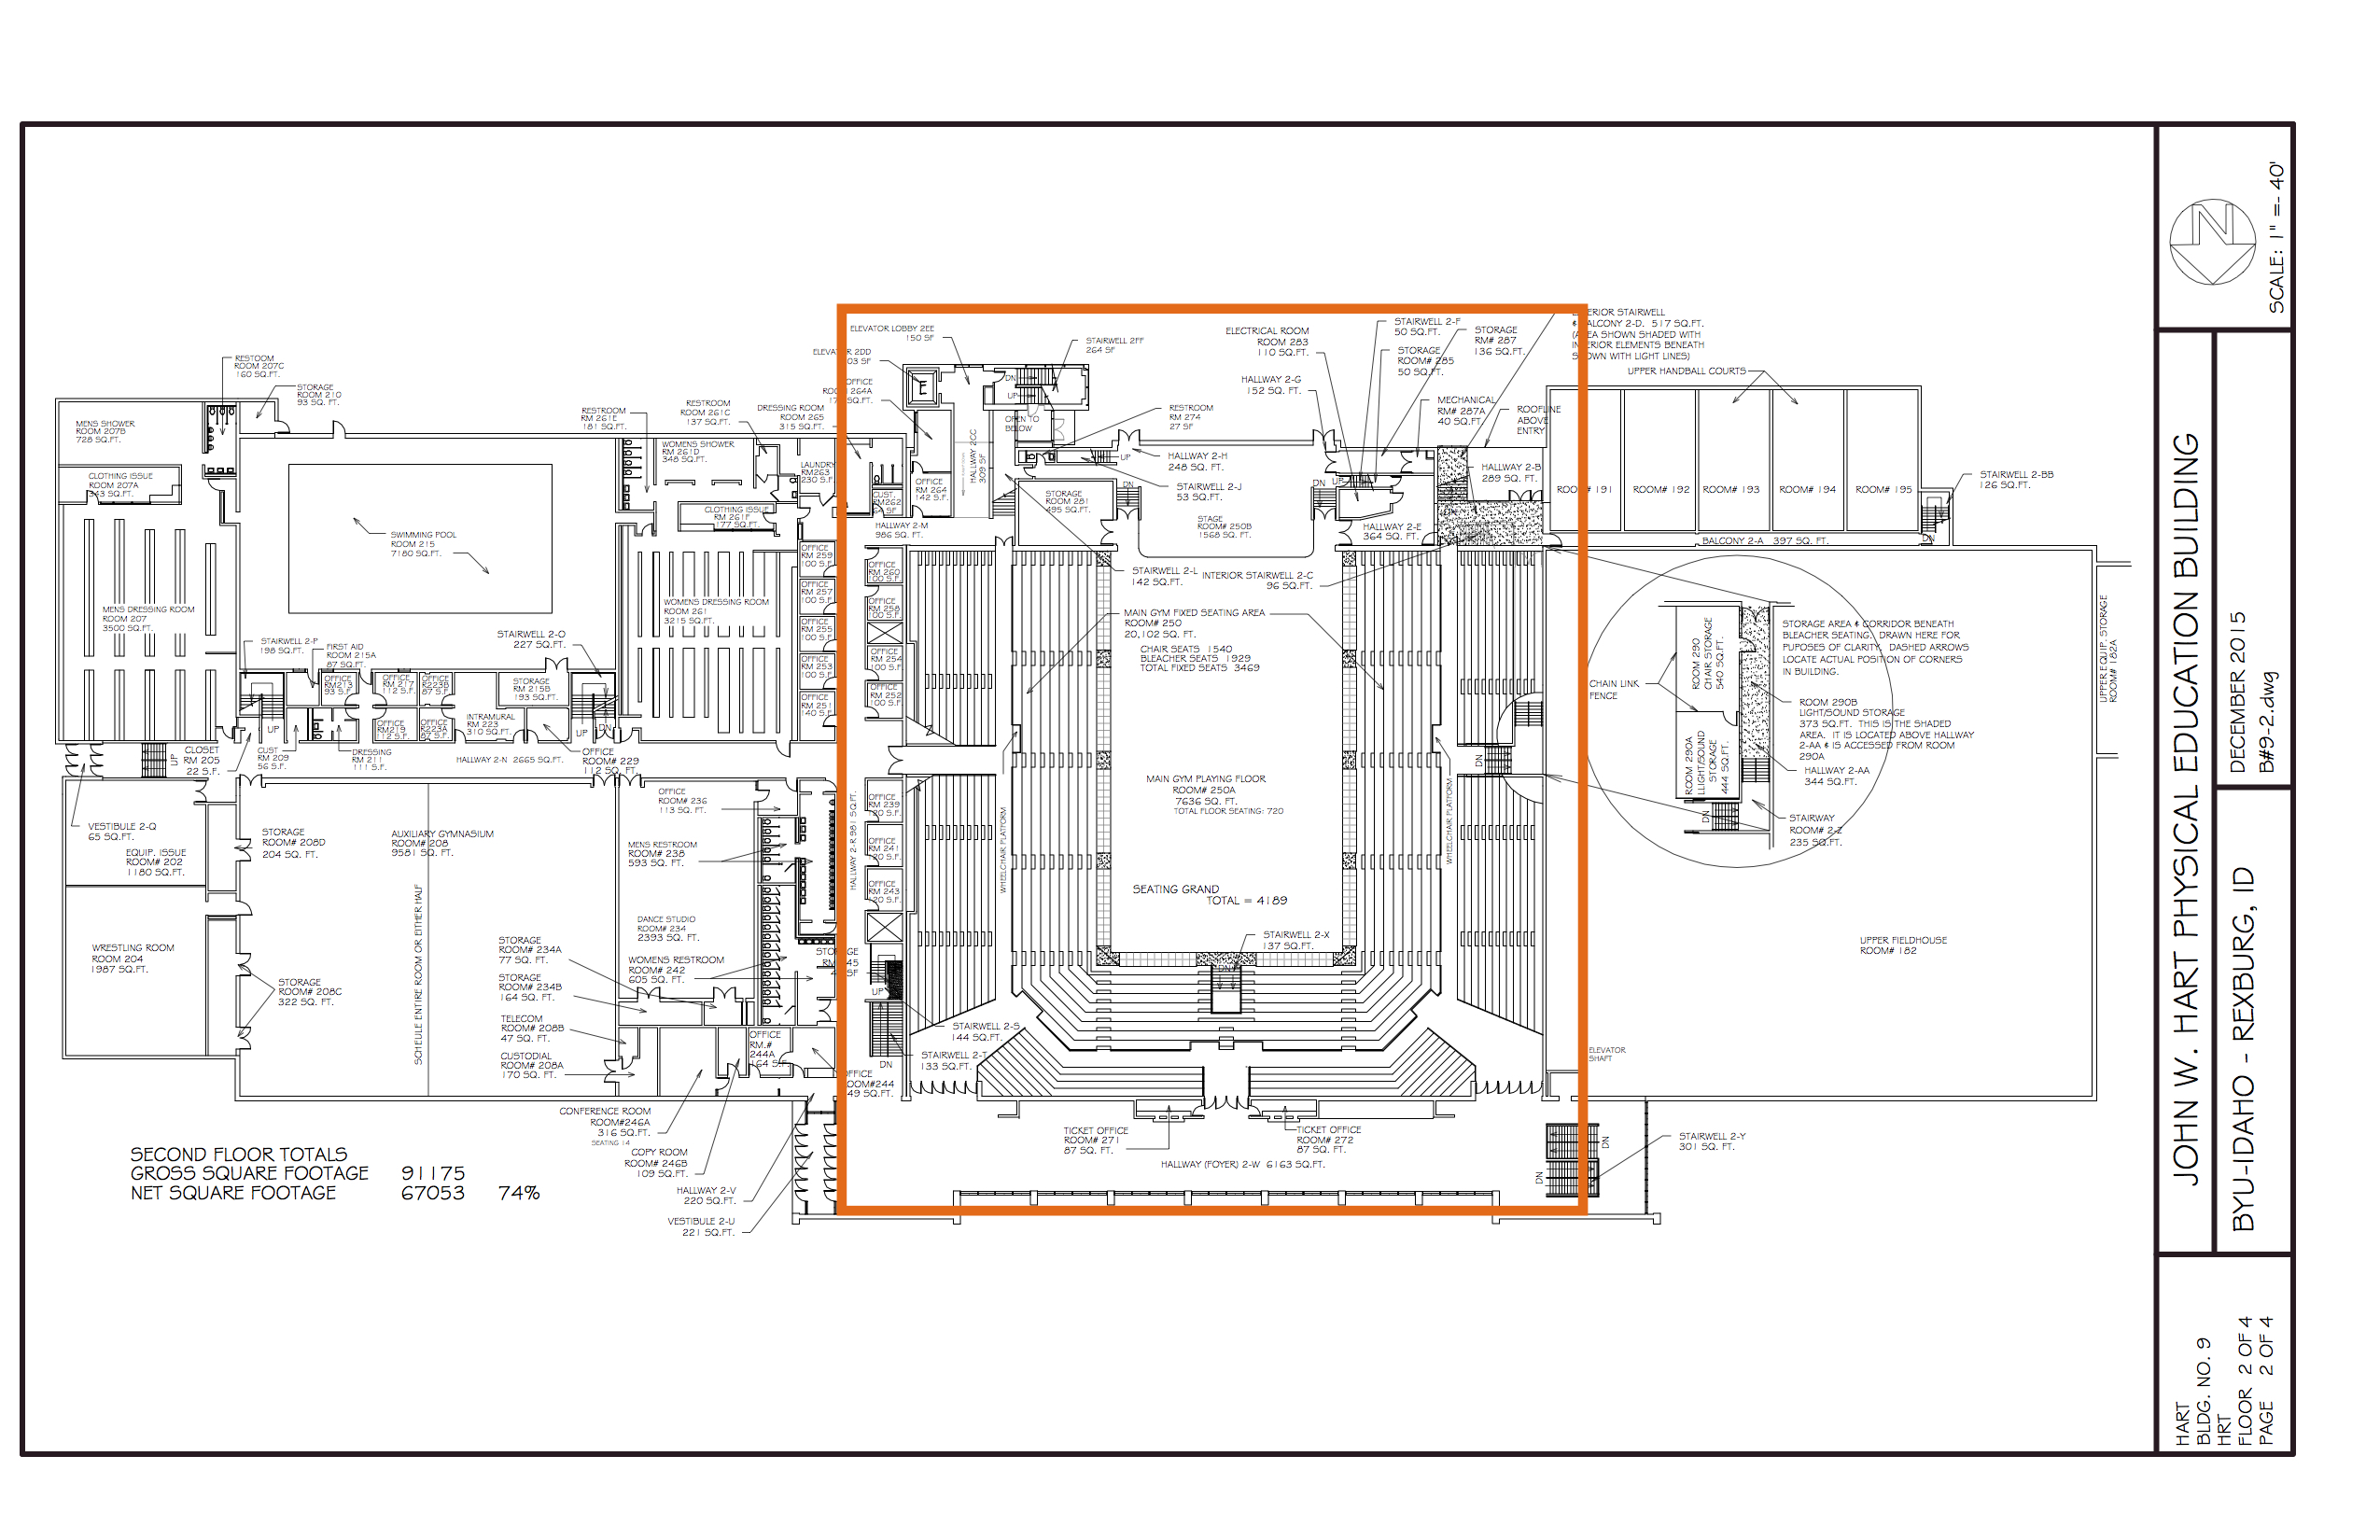 RESTOOM
ROOM 207C
160 SQ.FT.
STORAGE
ROOM 210
93 SQ. FT.
MENS SHOWER
ROOM 207B
728 SQ.FT.
CLOTHING ISSUE
ROOM 207A
343 SQ.FT.
SWIMMING POOL
ROOM 215
7180 SQ.FT.
MENS DRESSING ROOM
ROOM 207
3500 SQ.FT.
STAIRWELL 2-P
198 SQ.FT.
FIRST AID
ROOM 215A
87 SQ.FT.
STAIRWELL 2-O
227 SQ.FT.
OFFICE
RM213
93 S.F.
OFFICE
RM. 217
112 S.F.
OFFICE
R223B
87 S.F.
STORAGE
RM 215B
193 SQ.FT.
OFFICE
RM219
112 S.F.
OFFICE
R223A
87 S.F.
INTRAMURAL
RM 223
310 SQ.FT.
UP
UP
DN
UP
CLOSET
RM 205
22 S.F.
CUST
RM 209
56 S.F.
DRESSING
RM 211
111 S.F.
HALLWAY 2-N  2665 SQ.FT.
OFFICE
ROOM# 229
112 SQ. FT.
VESTIBULE 2-Q
65 SQ.FT.
EQUIP. ISSUE
ROOM# 202
1180 SQ.FT.
WRESTLING ROOM
ROOM 204
1987 SQ.FT.
STORAGE
ROOM# 208D
204 SQ. FT.
STORAGE
ROOM# 208C
322 SQ. FT.
AUXILIARY GYMNASIUM
ROOM# 208
9581 SQ. FT.
SCHEULE ENTIRE ROOM OR EITHER HALF
RESTROOM
RM 261E
181 SQ.FT.
RESTROOM
ROOM 261C
137 SQ.FT.
DRESSING ROOM
ROOM 265
315 SQ.FT.
WOMENS SHOWER
RM 261D
348 SQ.FT.
LAUNDRY
RM263
230 S.F.
CLOTHING ISSUE
RM 261F
177 SQ.FT.
WOMENS DRESSING ROOM
ROOM 261
3215 SQ.FT.
OFFICE
RM 259
100 S.F.
OFFICE
RM 257
100 S.F.
OFFICE
RM 255
100 S.F.
OFFICE
RM 253
100 S.F.
OFFICE
RM 251
140 S.F.
OFFICE
RM 260
100 S.F.
OFFICE
RM 258
100 S.F.
OFFICE
RM 254
100 S.F.
OFFICE
RM 252
100 S.F.
OFFICE
RM 239
120 S.F.
OFFICE
RM 241
120 S.F.
OFFICE
RM 243
120 S.F.
HALLWAY 2-R 981 SQ.FT.
OFFICE
ROOM# 236
113 SQ. FT.
MENS RESTROOM
ROOM# 238
593 SQ. FT.
DANCE STUDIO
ROOM# 234
2393 SQ. FT.
WOMENS RESTROOM
ROOM# 242
605 SQ. FT.
STORAGE
ROOM# 234A
77 SQ. FT.
STORAGE
ROOM# 234B
164 SQ. FT.
TELECOM
ROOM# 208B
47 SQ. FT.
CUSTODIAL
ROOM# 208A
170 SQ. FT.
OFFICE
RM.#
244A
164 S.F.
CONFERENCE ROOM
ROOM#246A
316 SQ.FT.
SEATING 14
COPY ROOM
ROOM# 246B
109 SQ.FT.
HALLWAY 2-V
220 SQ.FT.
VESTIBULE 2-U
221 SQ.FT.
STAIRWELL 2-S
144 SQ.FT.
STAIRWELL 2-T
133 SQ.FT.
UP
DN
ELEVATOR LOBBY 2EE
150 SF
STAIRWELL 2FF
264 SF
OFFICE
RM 264
142 S.F.
CUST.
RM262
HALLWAY 2-M
986 SQ.FT.
HALLWAY 2CC
309 SF
DN
UP
OPEN TO
BELOW
RESTROOM
RM 274
27 SF
HALLWAY 2-H
248 SQ. FT.
STAIRWELL 2-J
53 SQ.FT.
UP
DN
STORAGE
ROOM 281
495 SQ.FT.
STAGE
ROOM# 250B
1568 SQ.FT.
ELECTRICAL ROOM
ROOM 283
110 SQ.FT.
HALLWAY 2-G
152 SQ. FT.
STAIRWELL 2-F
50 SQ.FT.
STORAGE
ROOM# 285
50 SQ.FT.
STORAGE
RM# 287
136 SQ.FT.
MECHANICAL
RM# 287A
40 SQ.FT.
ROOFLINE
ABOVE
ENTRY
HALLWAY 2-B
289 SQ. FT.
DN UP
HALLWAY 2-E
364 SQ. FT.
STAIRWELL 2-L
142 SQ.FT.
INTERIOR STAIRWELL 2-C
96 SQ.FT.
MAIN GYM FIXED SEATING AREA
ROOM# 250
20,102 SQ. FT.
CHAIR SEATS  1540
BLEACHER SEATS  1929
TOTAL FIXED SEATS  3469
MAIN GYM PLAYING FLOOR
ROOM# 250A
7636 SQ. FT.
TOTAL FLOOR SEATING: 720
WHEELCHAIR PLATFORM
WHEELCHAIR PLATFORM
DN
SEATING GRAND
TOTAL = 4189
STAIRWELL 2-X
137 SQ.FT.
DN
TICKET OFFICE
ROOM# 271
87 SQ. FT.
TICKET OFFICE
ROOM# 272
87 SQ. FT.
HALLWAY (FOYER) 2-W  6163 SQ.FT.
ELEVATOR
SHAFT
STAIRWELL 2-Y
301 SQ. FT.
DN
DN
STAIRWELL
BALCONY 2-D.  517 SQ.FT.
SHOWN SHADED WITH
ELEMENTS BENEATH
WITH LIGHT LINES)
UPPER HANDBALL COURTS
ROOM# 191
ROOM# 192
ROOM# 193
ROOM# 194
ROOM# 195
BALCONY 2-A   397 SQ. FT.
STAIRWELL 2-BB
126 SQ.FT.
DN
STORAGE AREA & CORRIDOR BENEATH
BLEACHER SEATING. DRAWN HERE FOR
PUPOSES OF CLARITY. DASHED ARROWS
LOCATE ACTUAL POSITION OF CORNERS
IN BUILDING.
CHAIN LINK
FENCE
ROOM 290
CHAIR STORAGE
540 SQ.FT.
ROOM 290A
LLIGHT/SOUND
STORAGE
444 SQ.FT.
ROOM 290B
LIGHT/SOUND STORAGE
373 SQ.FT.  THIS IS THE SHADED
AREA.  IT IS LOCATED ABOVE HALLWAY
2-AA & IS ACCESSED FROM ROOM
290A
HALLWAY 2-AA
344 SQ.FT.
STAIRWAY
ROOM# 2-Z
235 SQ.FT.
DN
UPPER EQUIP. STORAGE
ROOM# 182A
UPPER FIELDHOUSE
ROOM# 182
SECOND FLOOR TOTALS
GROSS SQUARE FOOTAGE  91175
NET SQUARE FOOTAGE  67053  74%
N
SCALE: 1" =- 40'
JOHN W. HART PHYSICAL EDUCATION BUILDING
DECEMBER 2015
B#9-2.dwg
BYU-IDAHO - REXBURG, ID
HART
BLDG. NO. 9
HRT
FLOOR  2 OF 4
PAGE  2 OF 4